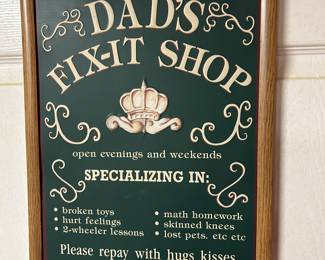 DAD'S
FIX-IT SHOP
open evenings and weekends
SPECIALIZING IN:
• broken toys
• hurt feelings
• 2-wheeler lessons
• math homework
• skinned knees
• lost pets. etc etc
Please repay with hugs kisses